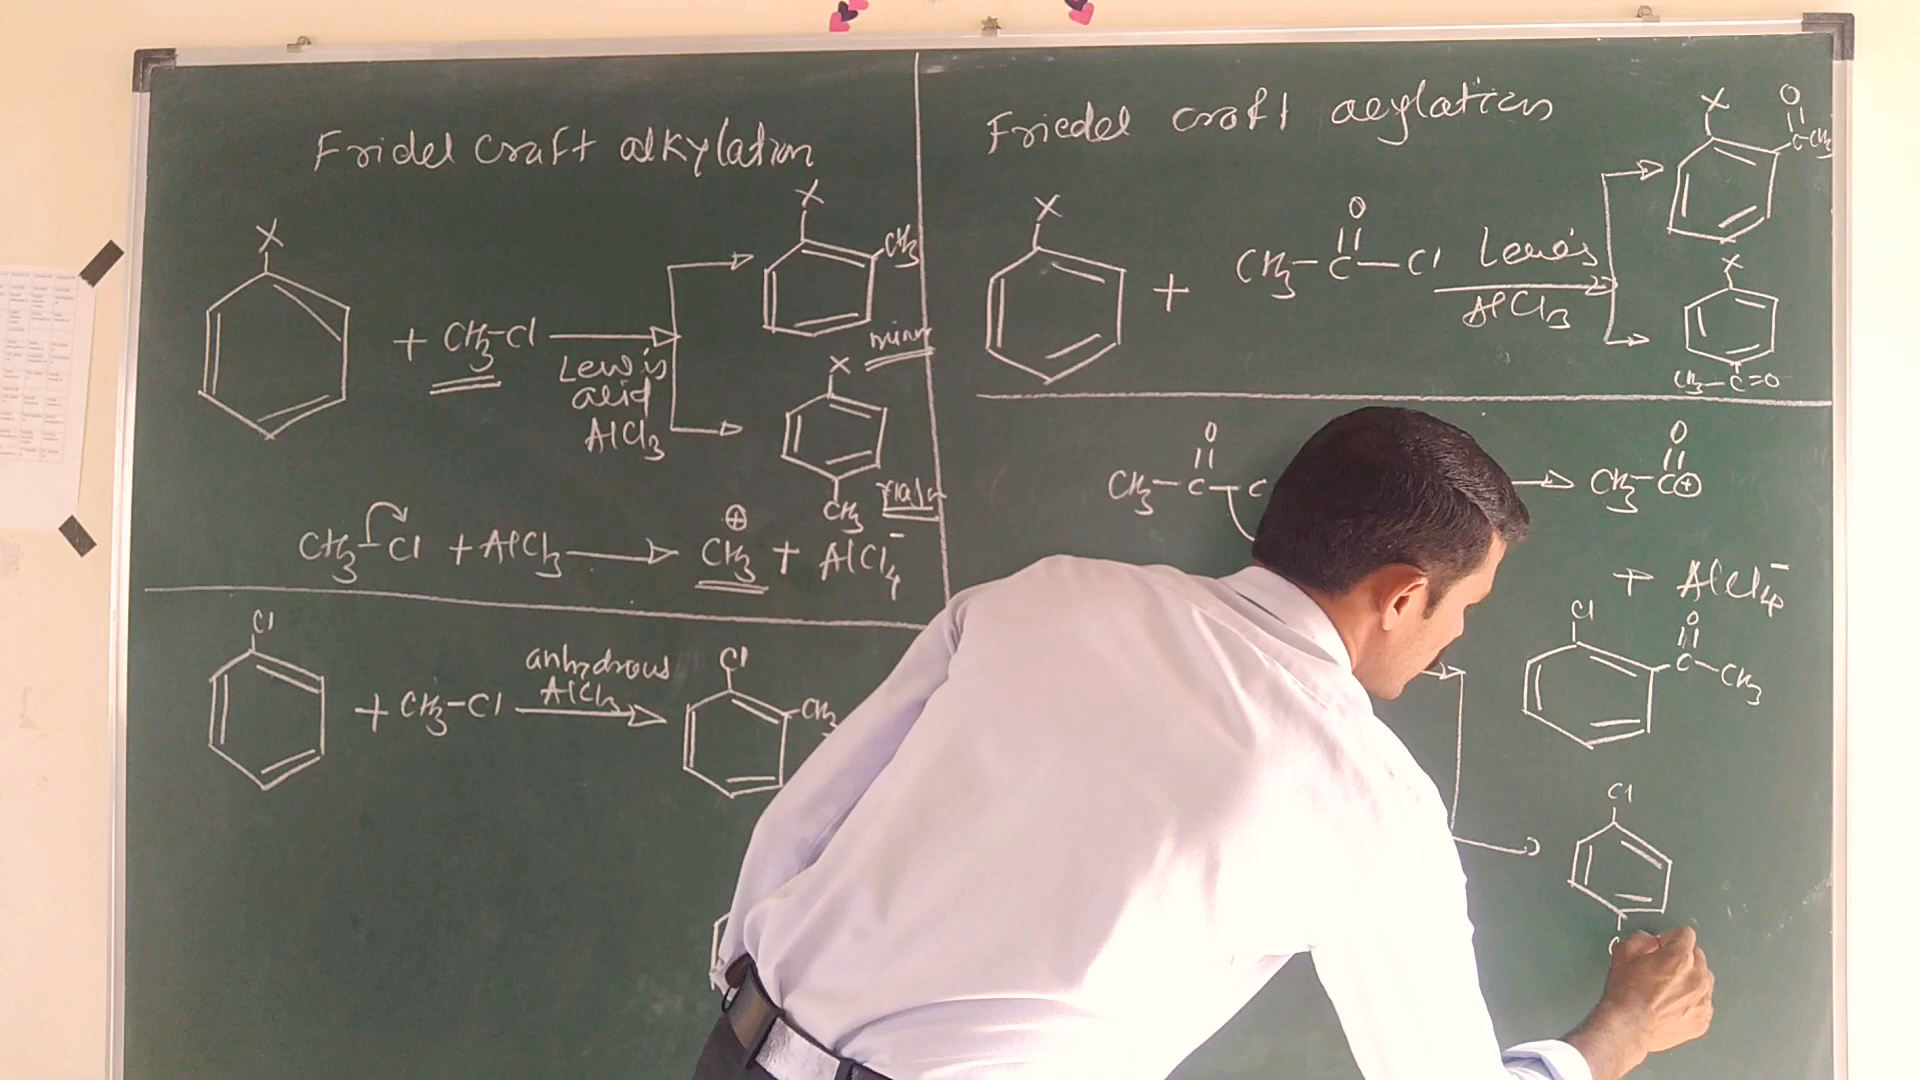 Fridel craft alkylation
X
+ CH3-Cl
Lewis
acid
AlCl3
X
CH3
minor
X
CH3
CH3-Cl + AlCl3 → ⊕ CH3 + AlCl4-
Cl
+ CH3-Cl
anhydrous
AlCl3
Cl
CH3
Friedel craft acylation
X
+
O
CH3-C-Cl
Lewis
AlCl3
X
O
C-CH3
X
CH3-C=O
O
CH3-C-C
O
CH3-C⊕
+ AlCl4-
Cl
O
C-CH3
Cl